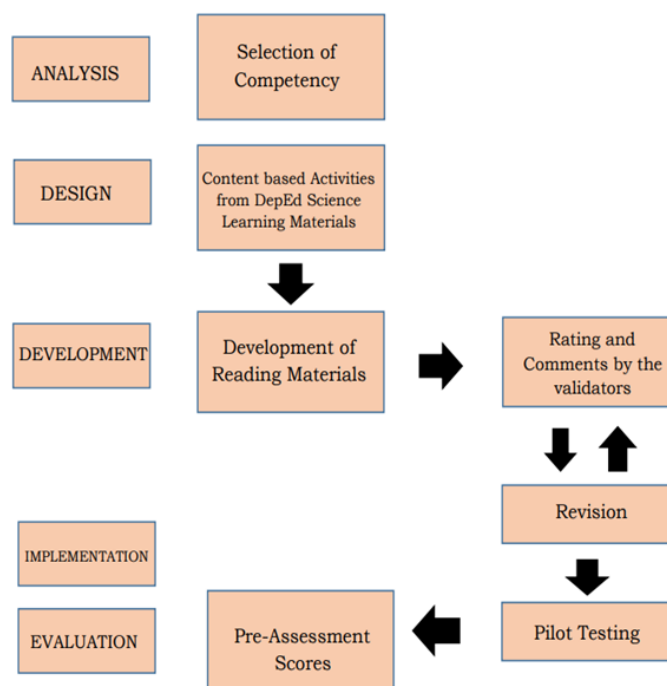 ANALYSIS
Selection of
Competency
DESIGN
Content based Activities
from DepEd Science
Learning Materials
DEVELOPMENT
Development of
Reading Materials
Rating and
Comments by the
validators
Revision
IMPLEMENTATION
EVALUATION
Pre-Assessment
Scores
Pilot Testing